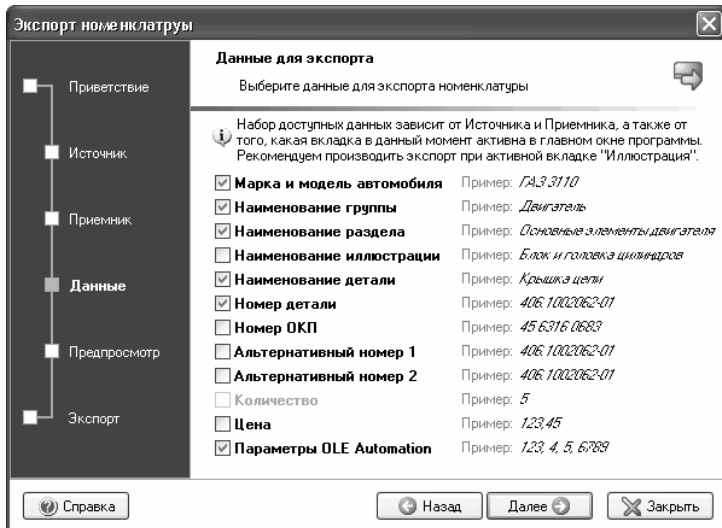 Экспорт номенклатруы
Приветствие
Источник
Приемник
Данные
Предпросмотр
Экспорт
Данные для экспорта
Выберите данные для экспорта номенклатуры
Набор доступных данных зависит от Источника и Приемника, а также от
того, какая вкладка в данный момент активна в главном окне программы.
Рекомендуем производить экспорт при активной вкладке "Иллюстрация".
Марка и модель автомобиля Пример: ГАЗ 3110
Наименование группы Пример: Двигатель
Наименование раздела Пример: Основные элементы двигателя
Наименование иллюстрации Пример: Блок и головка цилиндров
Наименование детали Пример: Крышка цепи
Номер детали Пример: 406.1002062-01
Номер ОКП Пример: 45 6316 0683
Альтернативный номер 1 Пример: 406.1002062-01
Альтернативный номер 2 Пример: 406.1002062-01
Количество Пример: 5
Цена Пример: 123,45
Параметры OLE Automation Пример: 123, 4, 5, 6789
Справка Назад Далее Закрыть